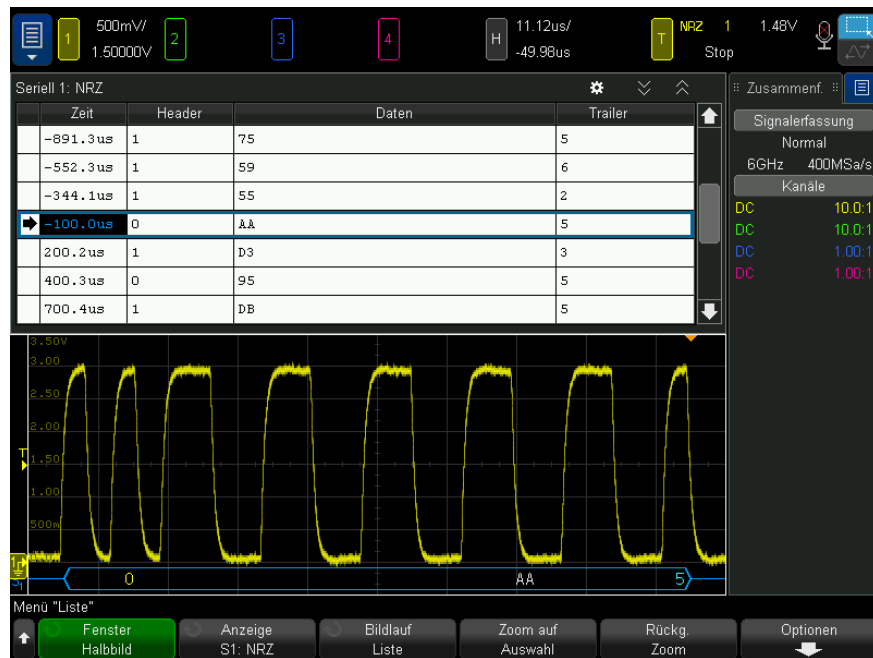 1
500mV/
1.50000V
2
3
4
H
11.12us/
-49.98us
T
NRZ 1 1.48V
Stop
Seriell 1: NRZ
Zeit Header Daten Trailer
-891.3us 1 75 5
-552.3us 1 59 6
-344.1us 1 55 2
-100.0us 0 AA 5
200.2us 1 D3 3
400.3us 0 95 5
700.4us 1 DB 5
Zusammenf.
Signalerfassung
Normal
6GHz 400MSa/s
Kanäle
DC 10.0:1
DC 10.0:1
DC 1.00:1
DC 1.00:1
3.50V
3.00
2.50
2.00
T
1.50
1.00
500m
1
S1
0 AA 5
Menü "Liste"
Fenster
Halbbild
Anzeige
S1: NRZ
Bildlauf
Liste
Zoom auf
Auswahl
Rückg.
Zoom
Optionen